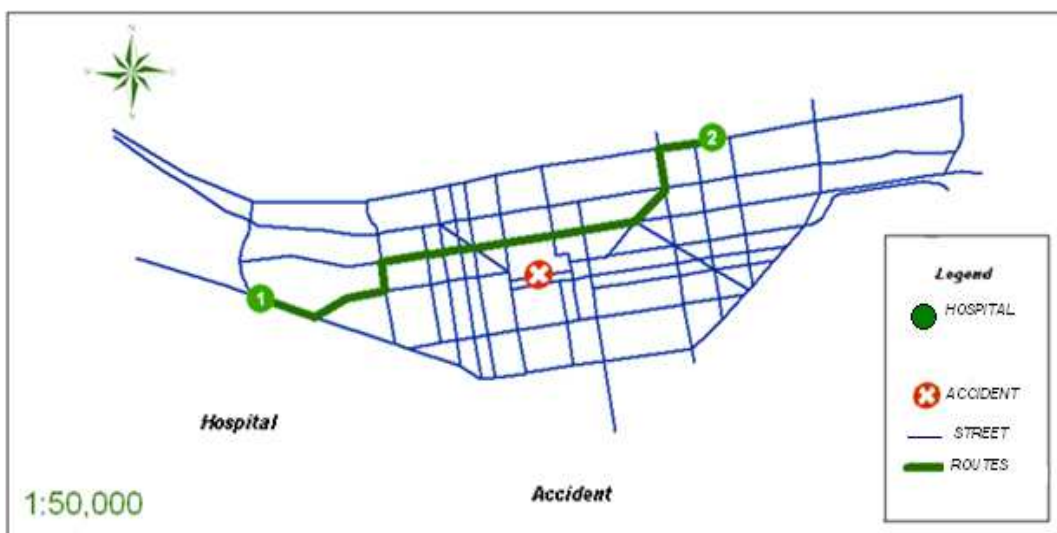 2
1
Legend
HOSPITAL
ACCIDENT
STREET
ROUTES
Hospital
Accident
1:50,000